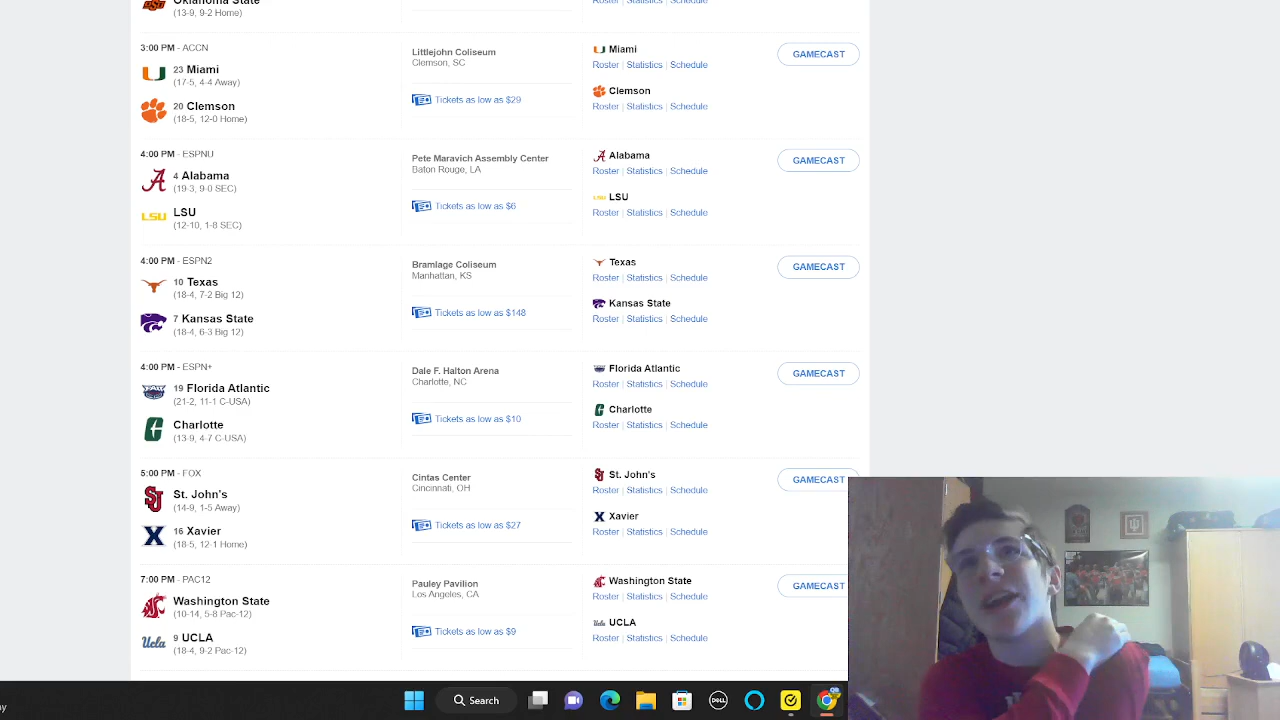 Oklahoma State
(13-9, 9-2 Home)
Roster | Statistics | Schedule
3:00 PM - ACCN
23 Miami
(17-5, 4-4 Away)
20 Clemson
(18-5, 12-0 Home)
Littlejohn Coliseum
Clemson, SC
Tickets as low as $29
Miami
Roster | Statistics | Schedule
Clemson
Roster | Statistics | Schedule
GAMECAST
4:00 PM - ESPNU
4 Alabama
(19-3, 9-0 SEC)
LSU
LSU
(12-10, 1-8 SEC)
Pete Maravich Assembly Center
Baton Rouge, LA
Tickets as low as $6
Alabama
Roster | Statistics | Schedule
LSU
LSU
Roster | Statistics | Schedule
GAMECAST
4:00 PM - ESPN2
10 Texas
(18-4, 7-2 Big 12)
7 Kansas State
(18-4, 6-3 Big 12)
Bramlage Coliseum
Manhattan, KS
Tickets as low as $148
Texas
Roster | Statistics | Schedule
Kansas State
Roster | Statistics | Schedule
GAMECAST
4:00 PM - ESPN+
FAU
19 Florida Atlantic
(21-2, 11-1 C-USA)
Charlotte
(13-9, 4-7 C-USA)
Dale F. Halton Arena
Charlotte, NC
Tickets as low as $10
Florida Atlantic
Roster | Statistics | Schedule
Charlotte
Roster | Statistics | Schedule
GAMECAST
5:00 PM - FOX
St. John's
(14-9, 1-5 Away)
16 Xavier
(18-5, 12-1 Home)
Cintas Center
Cincinnati, OH
Tickets as low as $27
St. John's
Roster | Statistics | Schedule
Xavier
Roster | Statistics | Schedule
GAMECAST
7:00 PM - PAC12
Washington State
(10-14, 5-8 Pac-12)
Ucla
9 UCLA
(18-4, 9-2 Pac-12)
Pauley Pavilion
Los Angeles, CA
Tickets as low as $9
Washington State
Roster | Statistics | Schedule
Ucla
UCLA
Roster | Statistics | Schedule
GAMECAST
Search
DELL